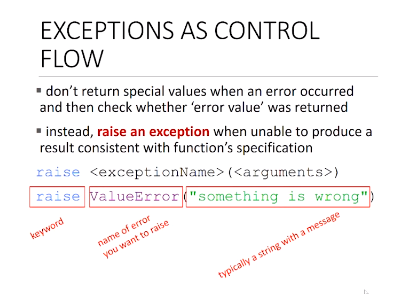 EXCEPTIONS AS CONTROL
FLOW
▪ don't return special values when an error occurred
and then check whether 'error value' was returned
▪ instead, raise an exception when unable to produce a
result consistent with function's specification
raise <exceptionName>(<arguments>)
raise ValueError("something is wrong")
keyword
name of error
you want to raise
typically a string with a message